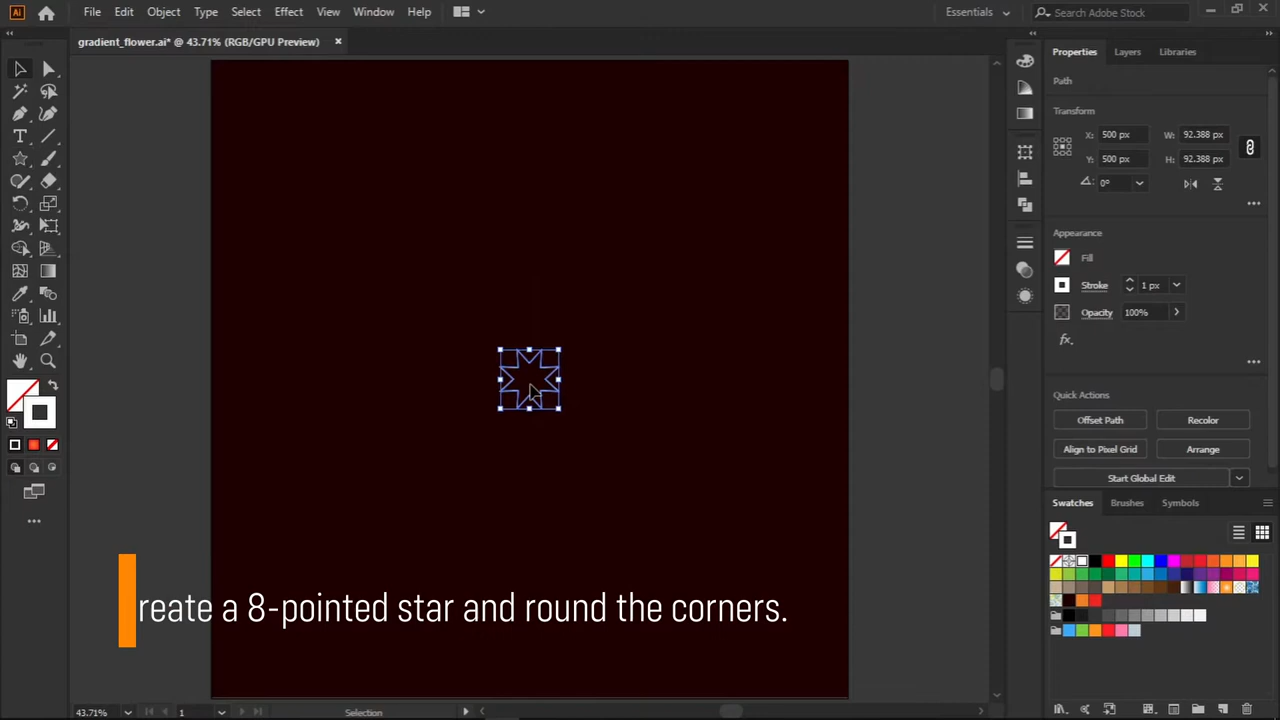 Ai File Edit Object Type Select Effect View Window Help Essentials Search Adobe Stock
gradient_flower.ai* @ 43.71% (RGB/GPU Preview)
Properties Layers Libraries
Path
Transform
X: 500 px W: 92.388 px
Y: 500 px H: 92.388 px
0°
Appearance
Fill
Stroke 1 px
Opacity 100%
fx.
Quick Actions
Offset Path Recolor
Align to Pixel Grid Arrange
Start Global Edit
Swatches Brushes Symbols
reate a 8-pointed star and round the corners.
43.71% 1 Selection